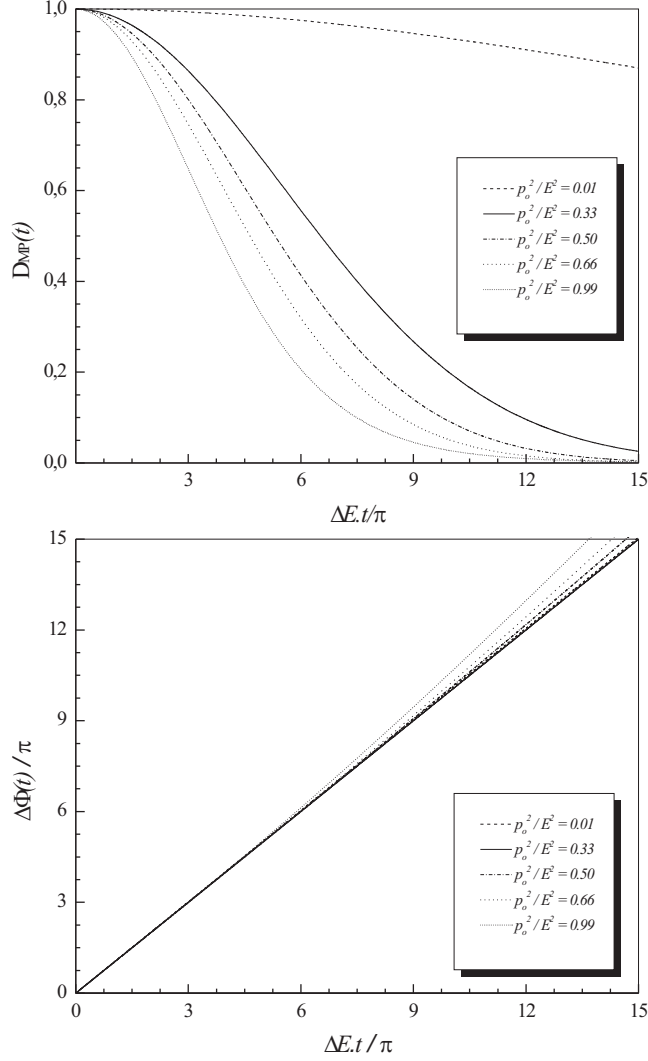 1,0
0,8
0,6
0,4
0,2
0,0
D_MP(t)
p_o^2/E^2 = 0.01
p_o^2/E^2 = 0.33
p_o^2/E^2 = 0.50
p_o^2/E^2 = 0.66
p_o^2/E^2 = 0.99
3 6 9 12 15
ΔE.t/π
15
12
9
6
3
0
ΔΦ(t)/π
p_o^2/E^2 = 0.01
p_o^2/E^2 = 0.33
p_o^2/E^2 = 0.50
p_o^2/E^2 = 0.66
p_o^2/E^2 = 0.99
0 3 6 9 12 15
ΔE.t/π